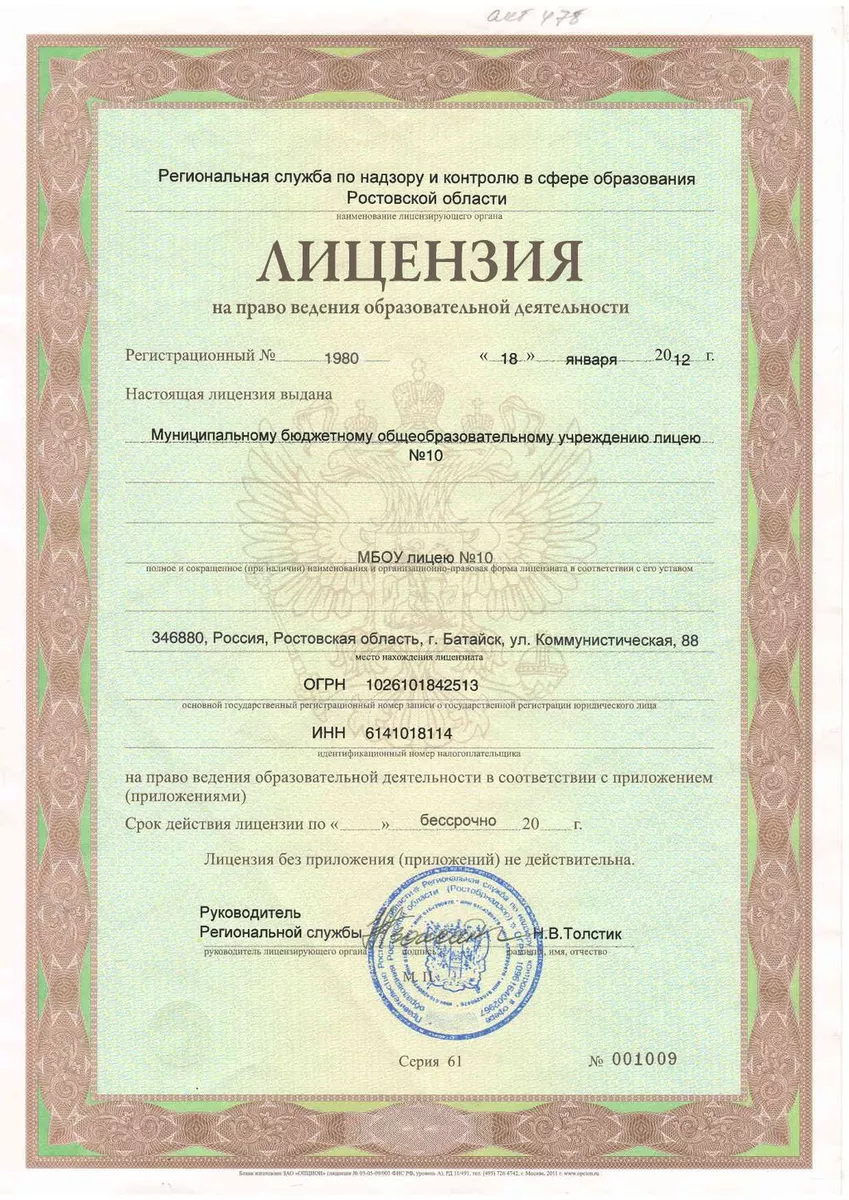 акт 478
Региональная служба по надзору и контролю в сфере образования
Ростовской области
наименование лицензирующего органа
ЛИЦЕНЗИЯ
на право ведения образовательной деятельности
Регистрационный № 1980 « 18 » января 2012 г.
Настоящая лицензия выдана
Муниципальному бюджетному общеобразовательному учреждению лицею
№10
МБОУ лицею №10
полное и сокращенное (при наличии) наименования и организационно-правовая форма лицензиата в соответствии с его уставом
346880, Россия, Ростовская область, г. Батайск, ул. Коммунистическая, 88
место нахождения лицензиата
ОГРН 1026101842513
основной государственный регистрационный номер записи о государственной регистрации юридического лица
ИНН 6141018114
идентификационный номер налогоплательщика
на право ведения образовательной деятельности в соответствии с приложением
(приложениями)
Срок действия лицензии по « » бессрочно 20 г.
Лицензия без приложения (приложений) не действительна.
Руководитель
Региональной службы Н.В.Толстик
руководитель лицензирующего органа подпись фамилия, имя, отчество
М. П.
Серия 61 № 001009